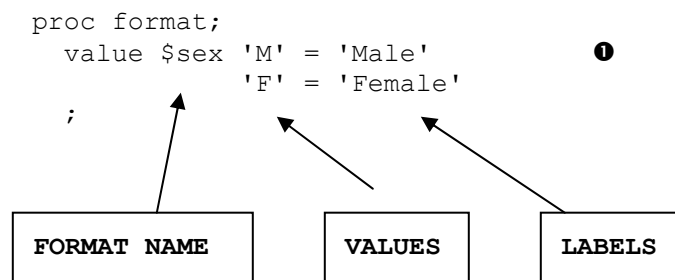 proc format;
value $sex 'M' = 'Male' ❶
'F' = 'Female'
;
FORMAT NAME
VALUES
LABELS